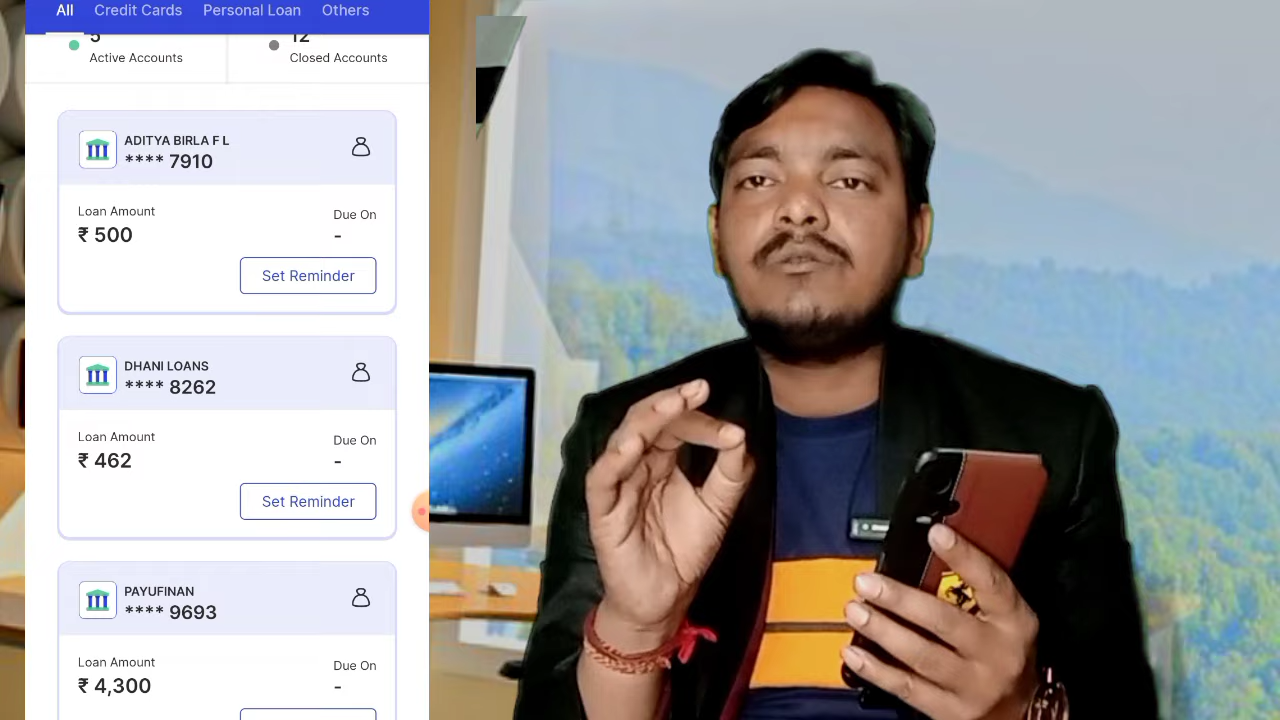 All Credit Cards Personal Loan Others
5 12
Active Accounts Closed Accounts
ADITYA BIRLA F L
**** 7910
Loan Amount Due On
₹ 500 -
Set Reminder
DHANI LOANS
**** 8262
Loan Amount Due On
₹ 462 -
Set Reminder
PAYUFINAN
**** 9693
Loan Amount Due On
₹ 4,300 -